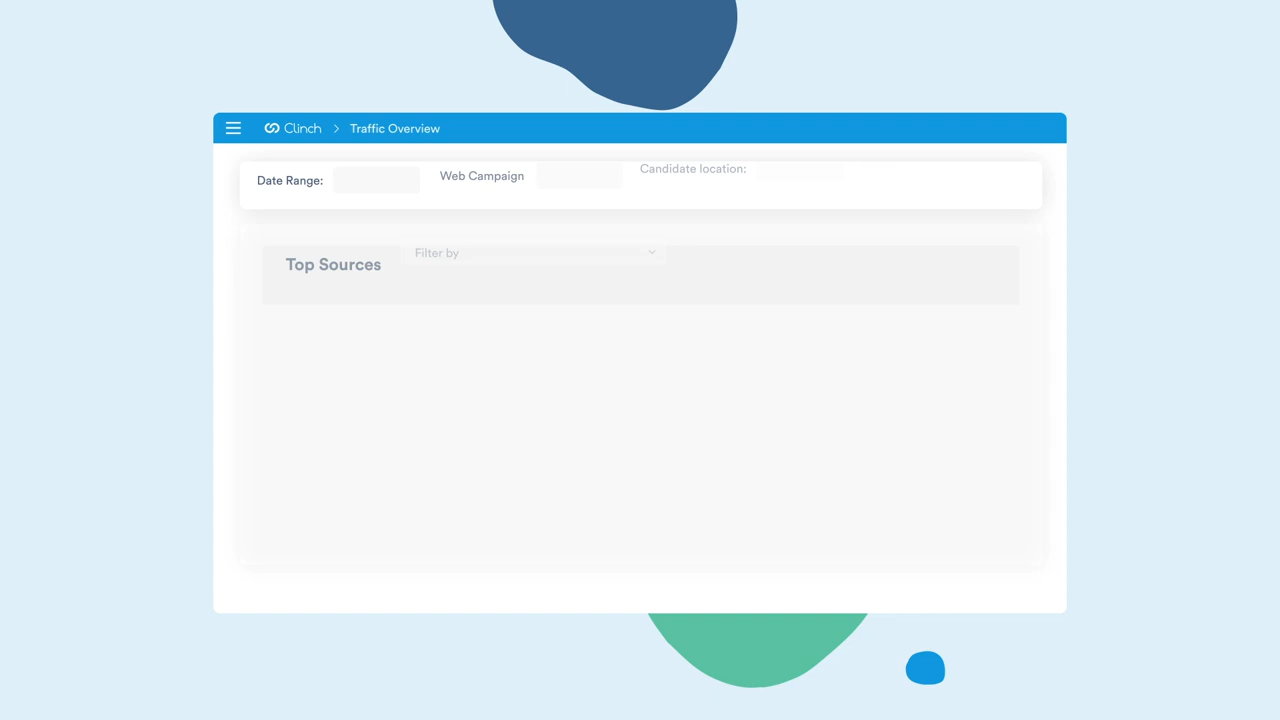 Clinch > Traffic Overview
Date Range: Web Campaign Candidate location:
Top Sources Filter by